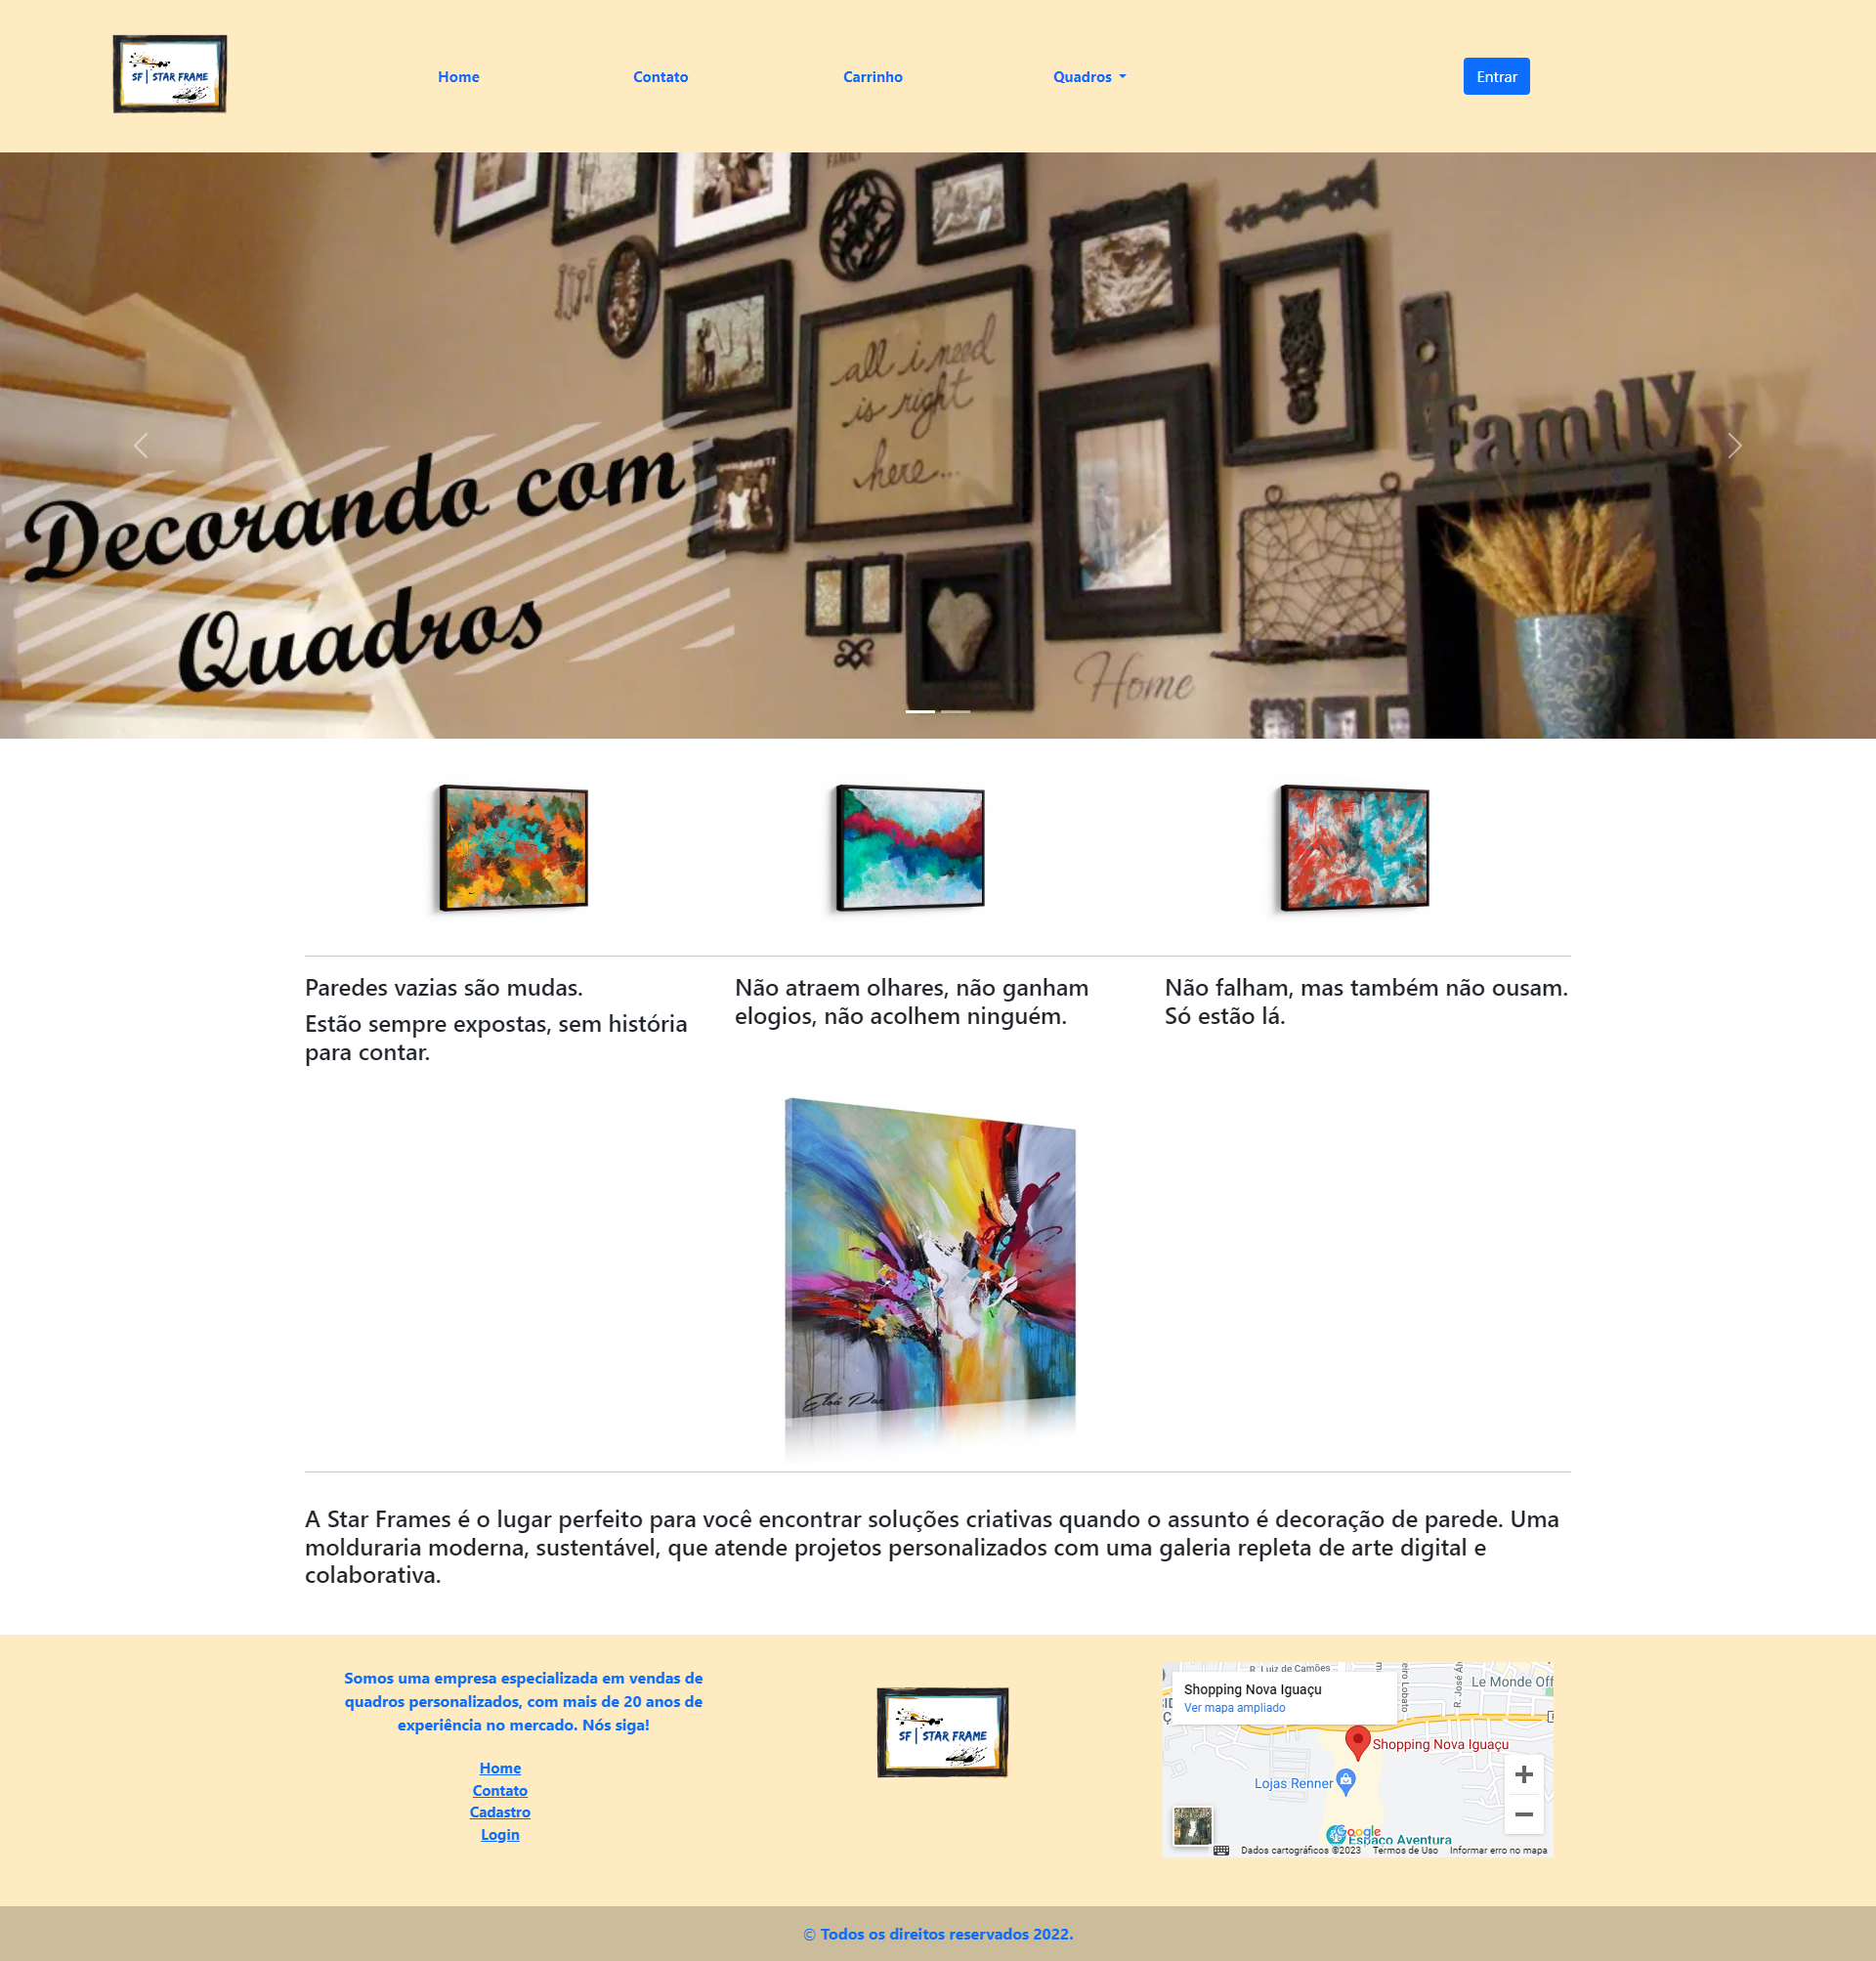 SF | STAR FRAME
Home
Contato
Carrinho
Quadros
Entrar
FAMILY
all i need
is right
here...
Family
Decorando com
Quadros
Home
Paredes vazias são mudas.
Estão sempre expostas, sem história
para contar.
Não atraem olhares, não ganham
elogios, não acolhem ninguém.
Não falham, mas também não ousam.
Só estão lá.
A Star Frames é o lugar perfeito para você encontrar soluções criativas quando o assunto é decoração de parede. Uma
molduraria moderna, sustentável, que atende projetos personalizados com uma galeria repleta de arte digital e
colaborativa.
Somos uma empresa especializada em vendas de
quadros personalizados, com mais de 20 anos de
experiência no mercado. Nós siga!
Home
Contato
Cadastro
Login
SF | STAR FRAME
R. Luiz de Camões
Le Monde Off
Shopping Nova Iguaçu
Ver mapa ampliado
Shopping Nova Iguaçu
Lojas Renner
Google
Espaço Aventura
Dados cartográficos ©2023
Termos de Uso
Informar erro no mapa
© Todos os direitos reservados 2022.